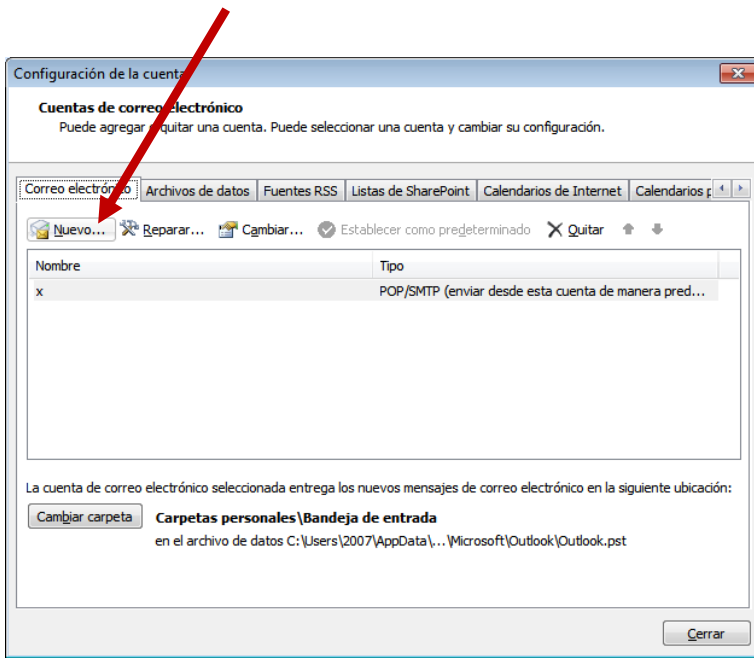 Configuración de la cuenta
Cuentas de correo electrónico
Puede agregar o quitar una cuenta. Puede seleccionar una cuenta y cambiar su configuración.
Correo electrónico Archivos de datos Fuentes RSS Listas de SharePoint Calendarios de Internet Calendarios p
Nuevo... Reparar... Cambiar... Establecer como predeterminado Quitar
Nombre Tipo
x POP/SMTP (enviar desde esta cuenta de manera pred...
La cuenta de correo electrónico seleccionada entrega los nuevos mensajes de correo electrónico en la siguiente ubicación:
Cambiar carpeta Carpetas personales\Bandeja de entrada
en el archivo de datos C:\Users\2007\AppData\...\Microsoft\Outlook\Outlook.pst
Cerrar